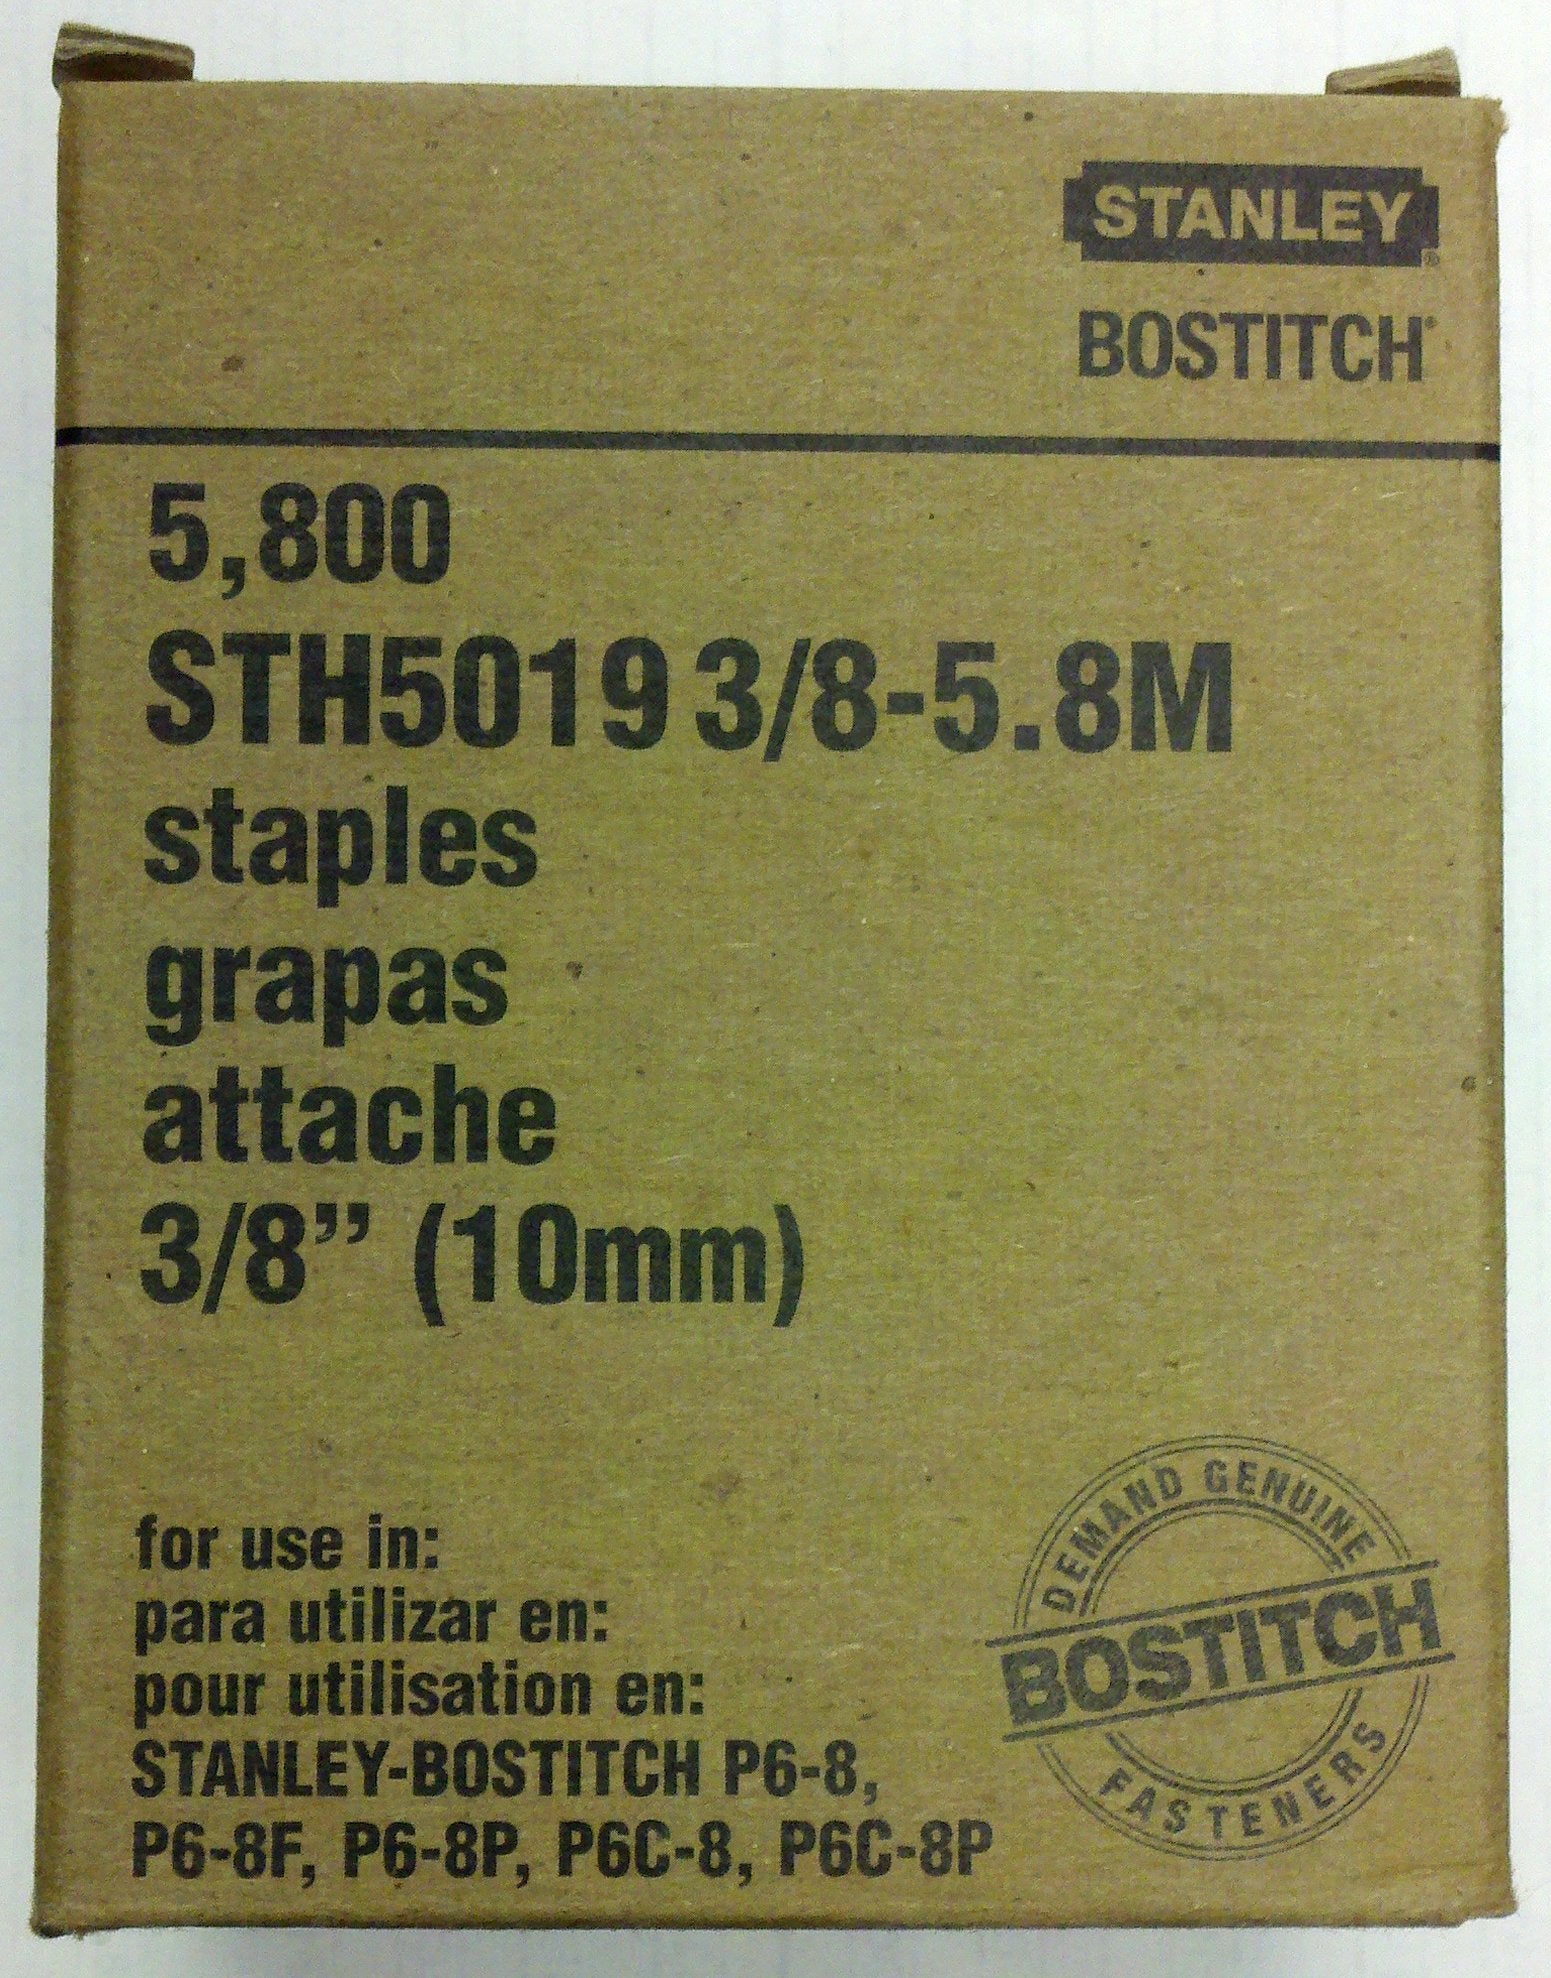 STANLEY®
BOSTITCH®
5,800
STH5019 3/8-5.8M
staples
grapas
attache
3/8” (10mm)
for use in:
para utilizar en:
pour utilisation en:
STANLEY-BOSTITCH P6-8,
P6-8F, P6-8P, P6C-8, P6C-8P
DEMAND GENUINE
BOSTITCH
FASTENERS